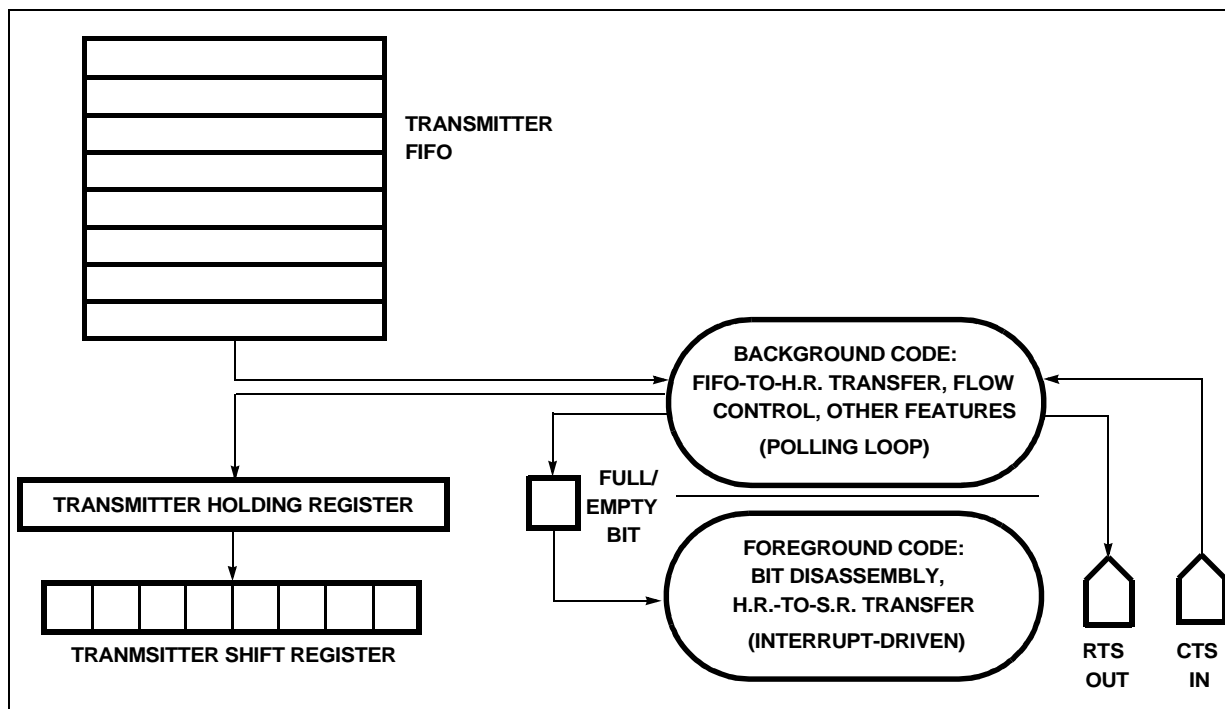 TRANSMITTER
FIFO
BACKGROUND CODE:
FIFO-TO-H.R. TRANSFER, FLOW
CONTROL, OTHER FEATURES
(POLLING LOOP)
TRANSMITTER HOLDING REGISTER
FULL/
EMPTY
BIT
FOREGROUND CODE:
BIT DISASSEMBLY,
H.R.-TO-S.R. TRANSFER
(INTERRUPT-DRIVEN)
TRANMSITTER SHIFT REGISTER
RTS
OUT
CTS
IN